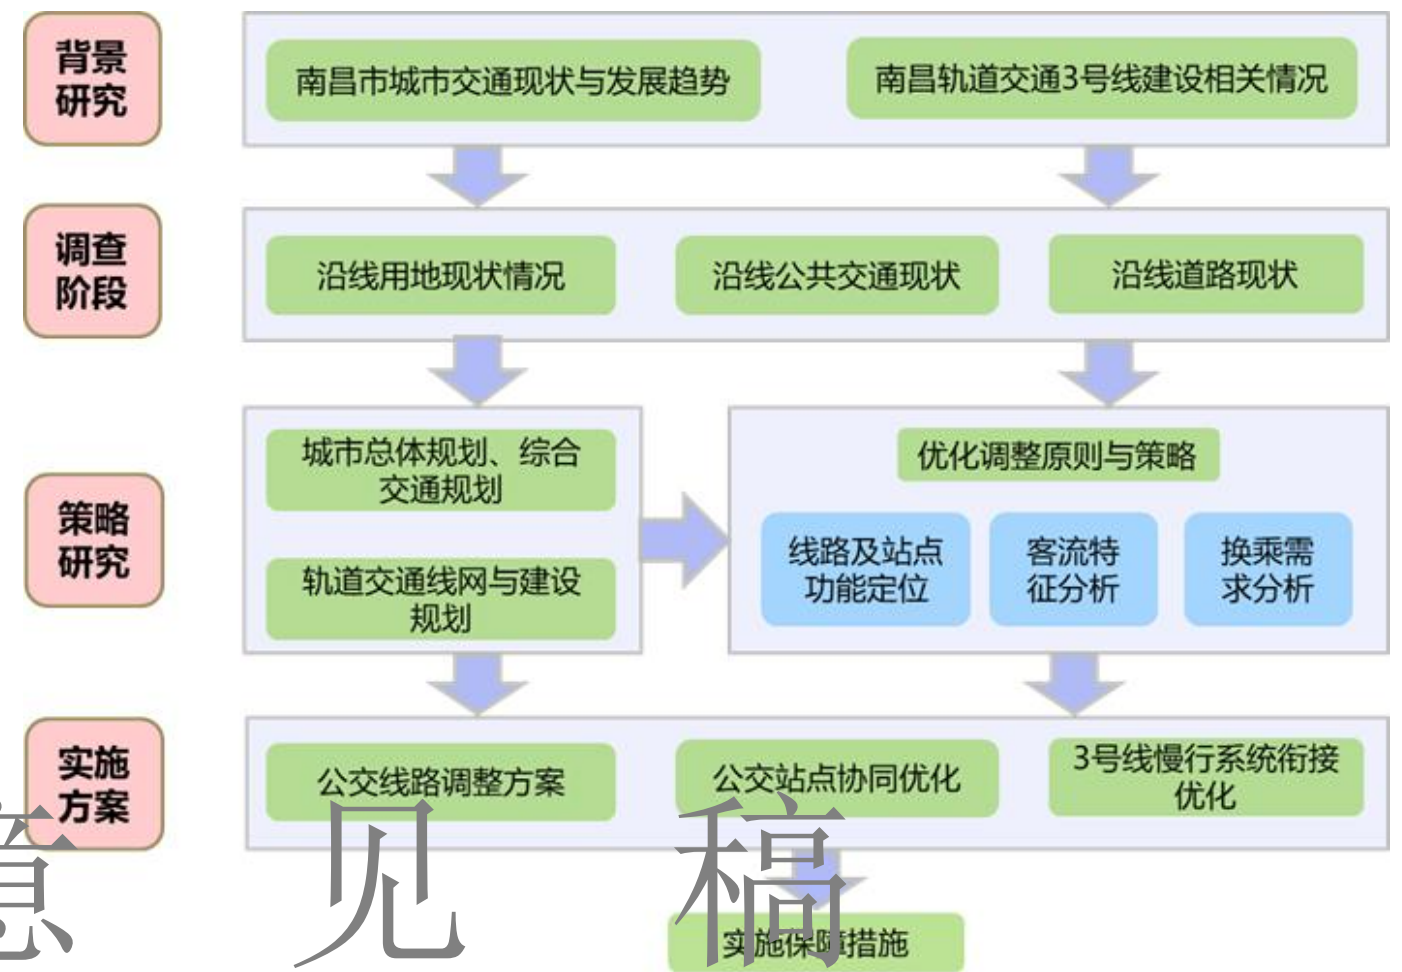 背景
研究
南昌市城市交通现状与发展趋势
南昌轨道交通3号线建设相关情况
调查
阶段
沿线用地现状情况
沿线公共交通现状
沿线道路现状
策略
研究
城市总体规划、综合
交通规划
轨道交通线网与建设
规划
优化调整原则与策略
线路及站点
功能定位
客流特
征分析
换乘需
求分析
实施
方案
公交线路调整方案
公交站点协同优化
3号线慢行系统衔接
优化
实施保障措施
意见稿